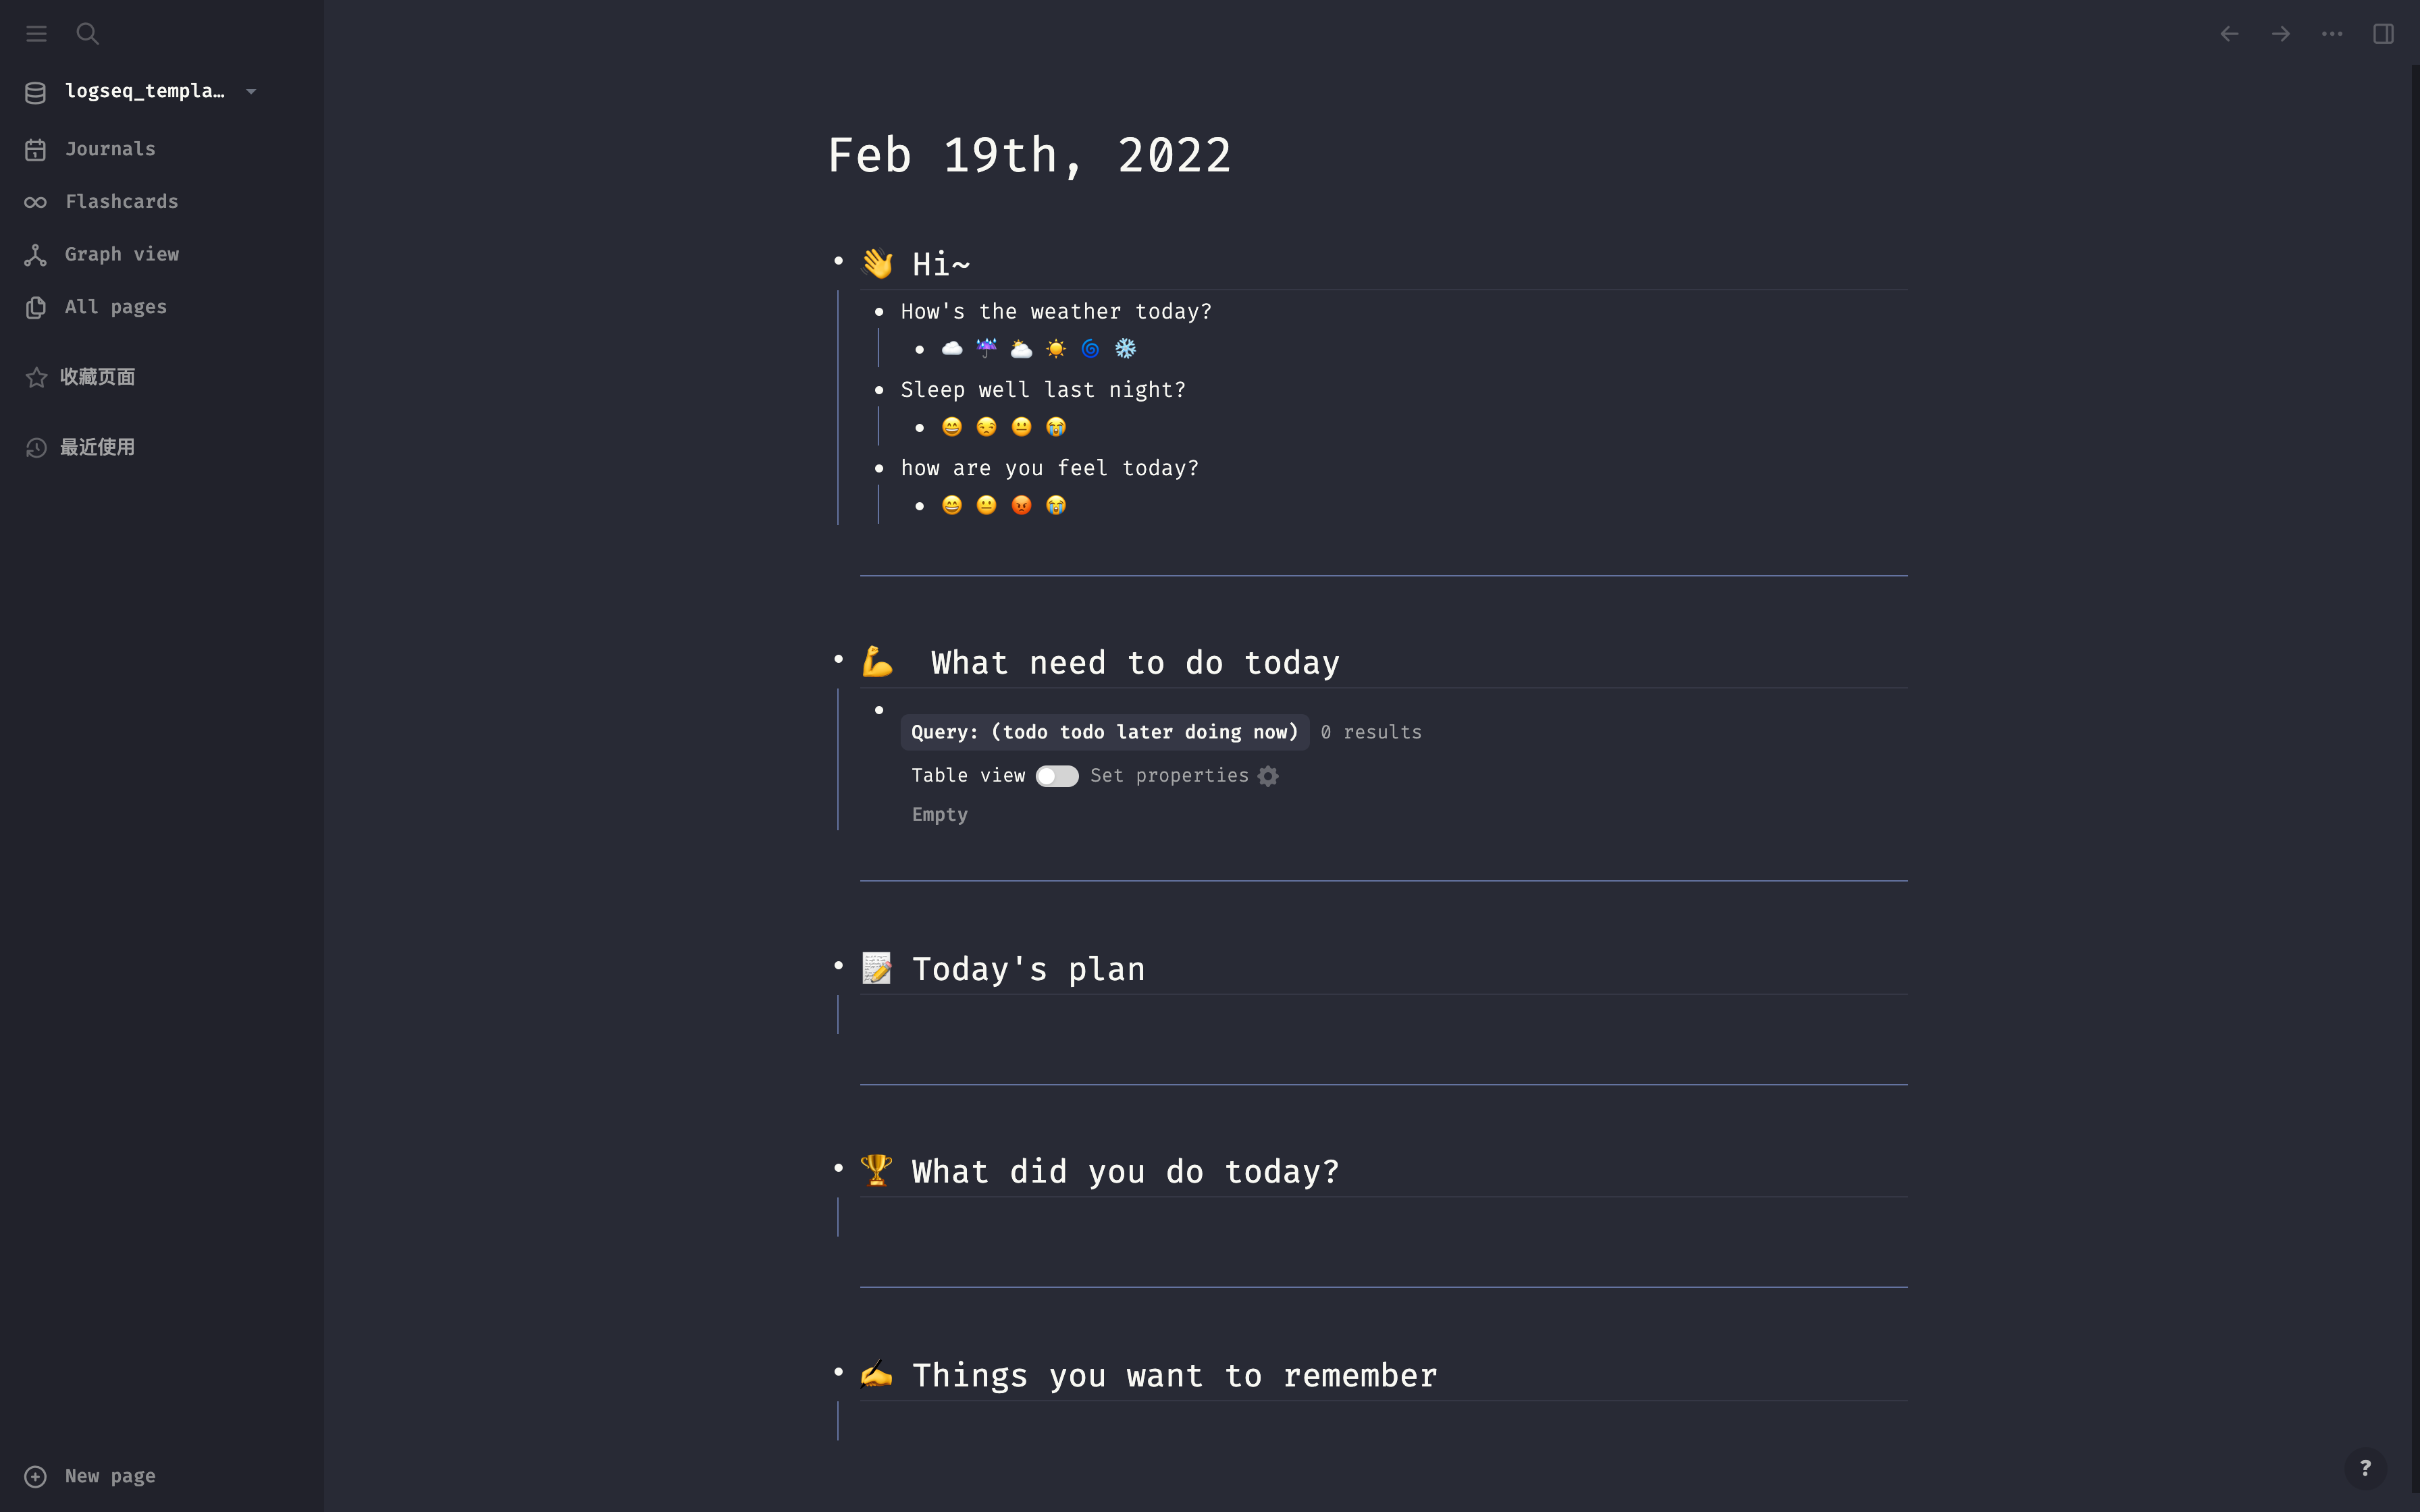 logseq_templa…
Journals
Flashcards
Graph view
All pages
收藏页面
最近使用
New page
Feb 19th, 2022
👋 Hi~
How's the weather today?
☁️ ☔ 🌥️ ☀️ 🌀 ❄️
Sleep well last night?
😄 😒 😐 😭
how are you feel today?
😄 😐 😡 😭
💪 What need to do today
Query: (todo todo later doing now) 0 results
Table view Set properties
Empty
📝 Today's plan
🏆 What did you do today?
✍️ Things you want to remember
?